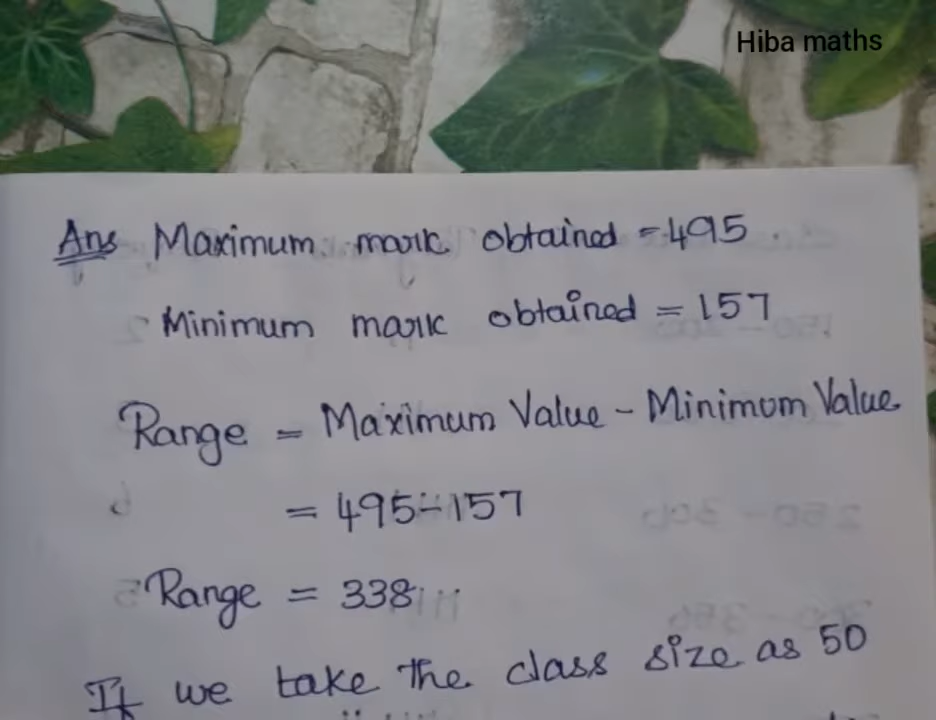 Hiba maths
Ans Maximum mark obtained = 495
Minimum mark obtained = 157
Range = Maximum Value - Minimum Value
= 495-157
Range = 338
If we take the class size as 50